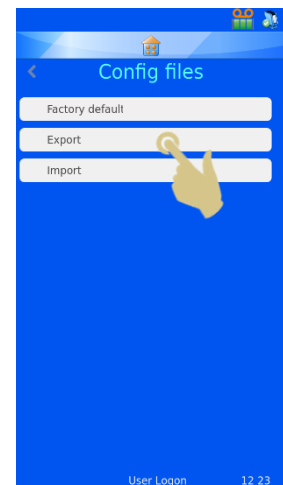 Config files
Factory default
Export
Import
User Logon 12 23